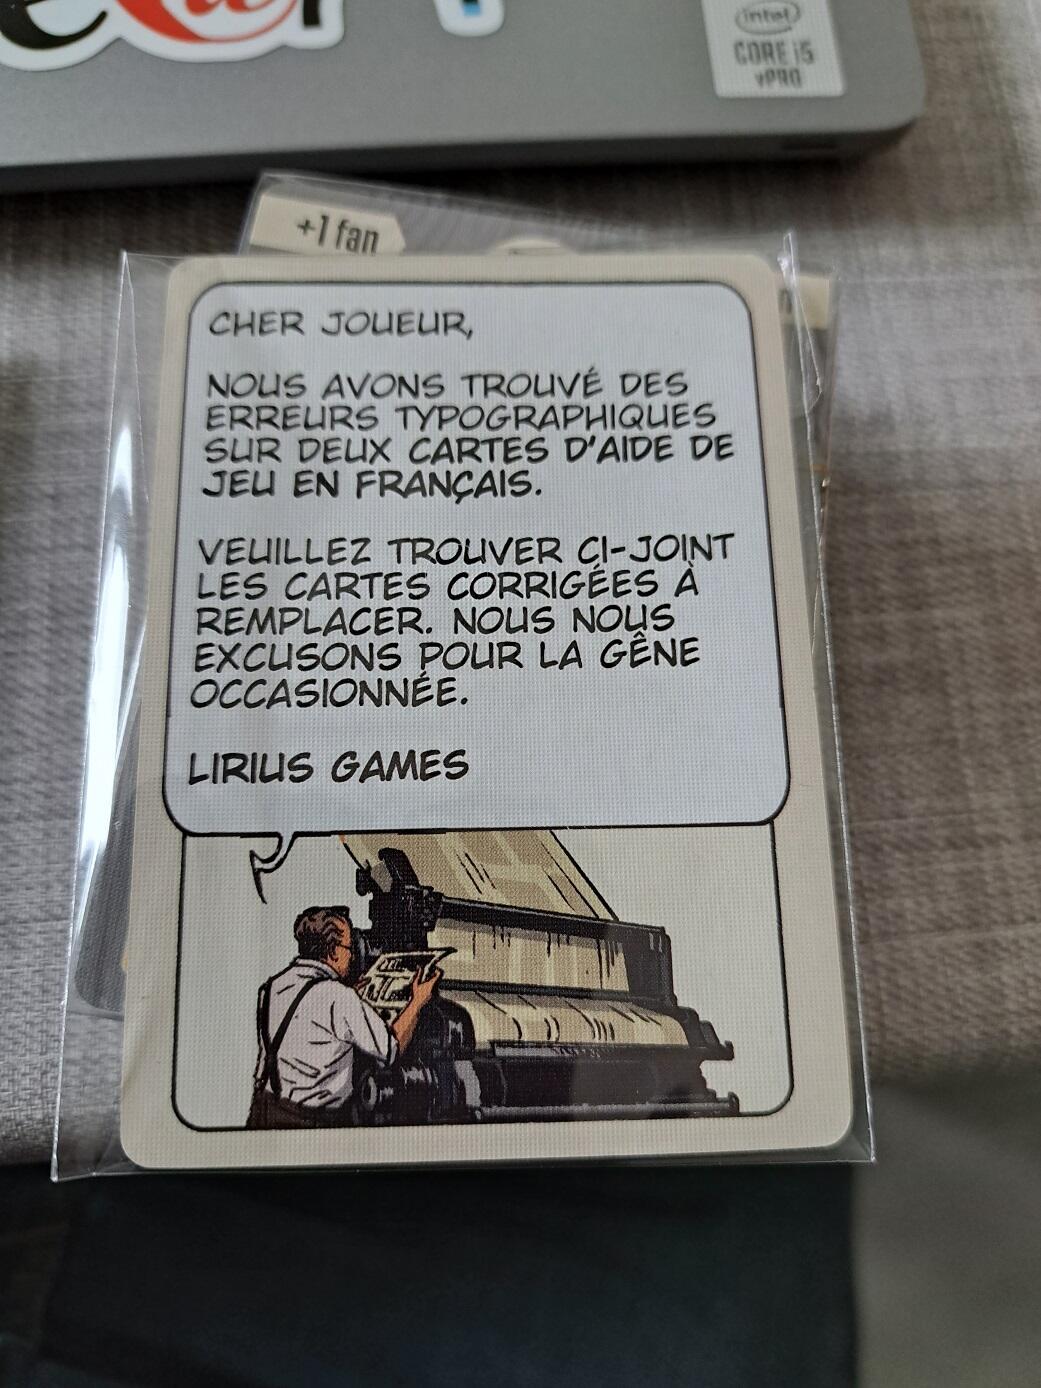 intel
CORE i5
vPRO
+1 fan
CHER JOUEUR,
NOUS AVONS TROUVÉ DES
ERREURS TYPOGRAPHIQUES
SUR DEUX CARTES D'AIDE DE
JEU EN FRANÇAIS.
VEUILLEZ TROUVER CI-JOINT
LES CARTES CORRIGÉES À
REMPLACER. NOUS NOUS
EXCUSONS POUR LA GÊNE
OCCASIONNÉE.
LIRIUS GAMES